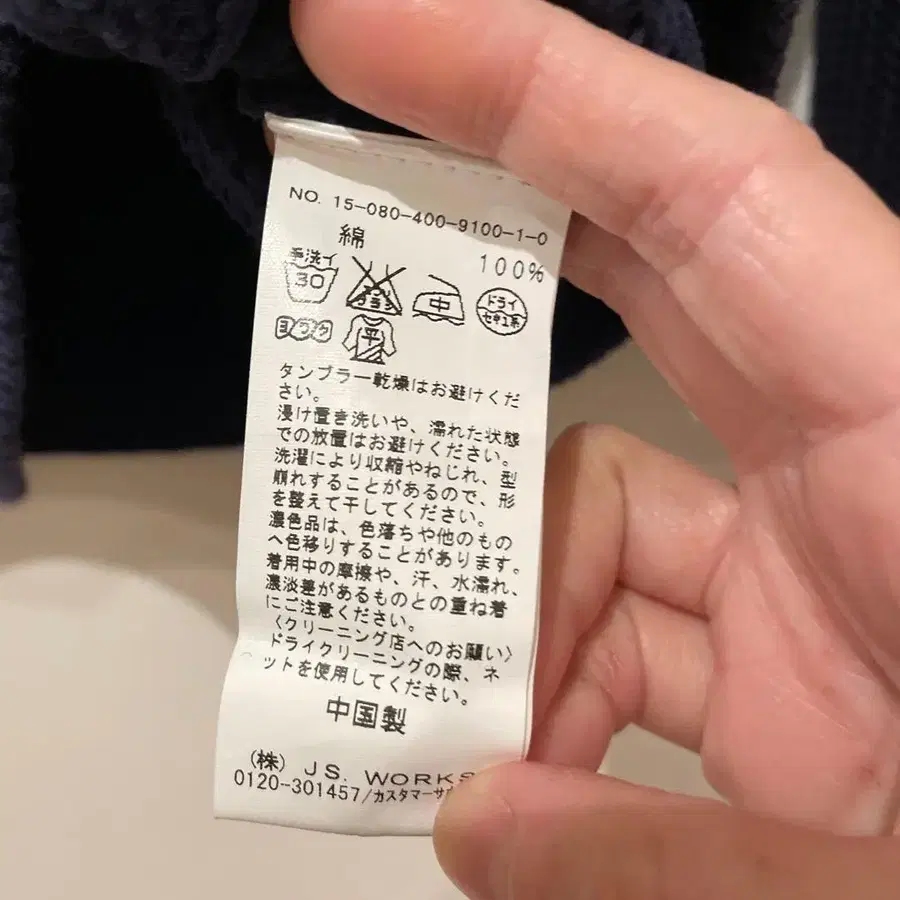 NO. 15-080-400-9100-1-0
綿
100%
手洗イ 30 エンソサラシ 中 ドライ セキユ系
ヨワク 平
タンブラー乾燥はお避けくだ
さい。
浸け置き洗いや、濡れた状態
での放置はお避けください。
洗濯により収縮やねじれ、型
崩れすることがあるので、形
を整えて干してください。
濃色品は、色落ちや他のもの
へ色移りすることがあります。
着用中の摩擦や、汗、水濡れ、
濃淡差があるものとの重ね着
にご注意ください。
〈クリーニング店へのお願い〉
ドライクリーニングの際、ネ
ットを使用してください。
中国製
(株) JS. WORKS
0120-301457/カスタマーサ